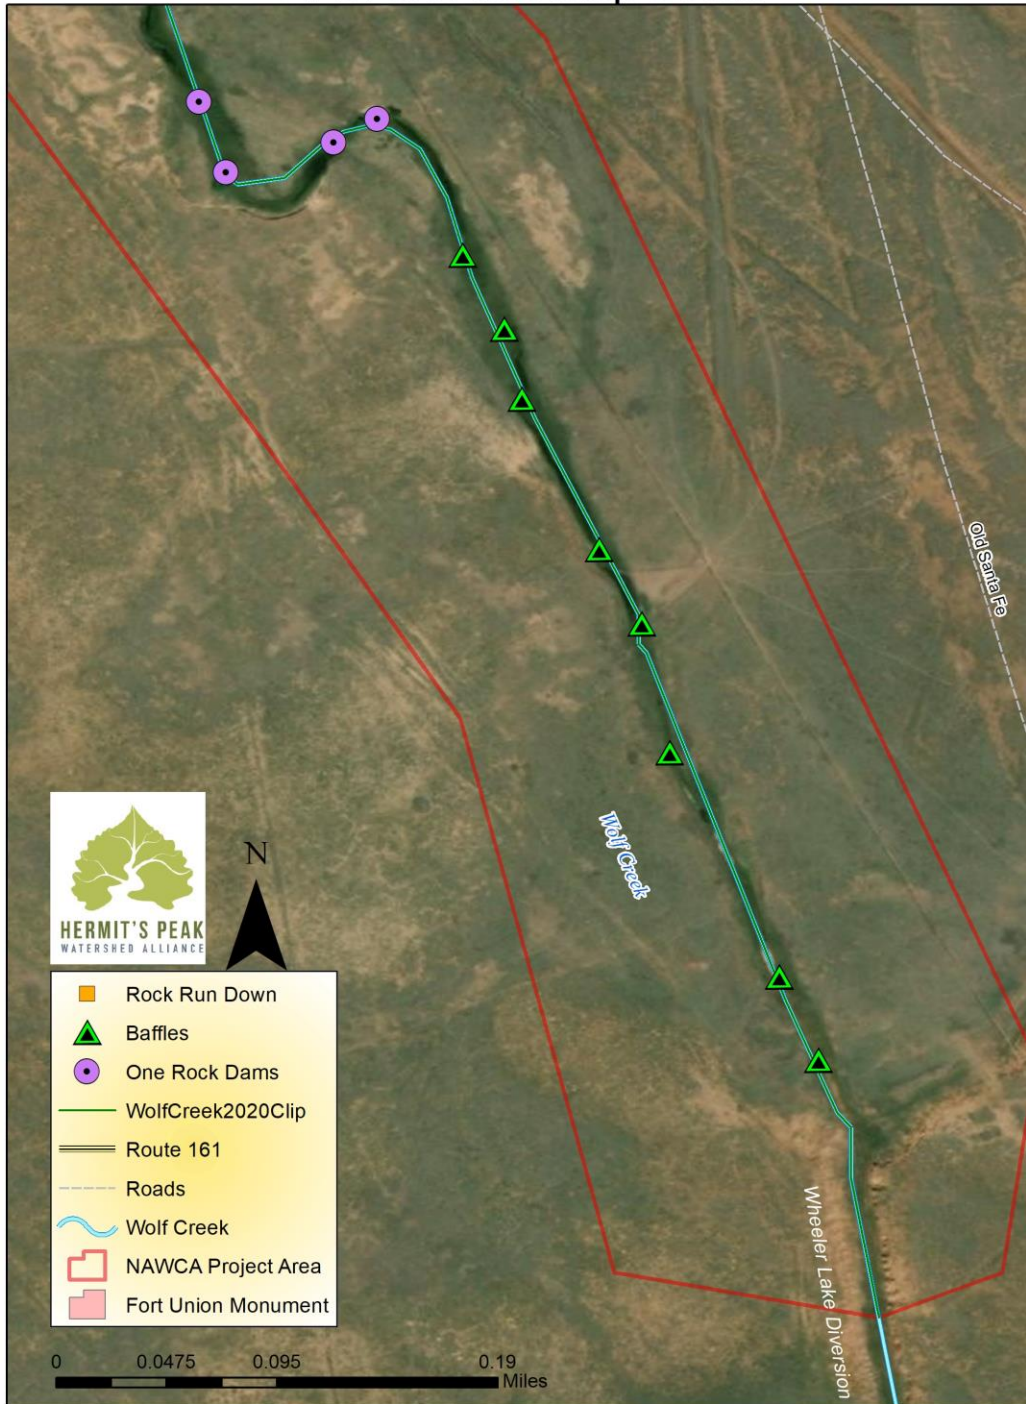 Old Santa Fe
Wolf Creek
HERMIT'S PEAK
WATERSHED ALLIANCE
N
Rock Run Down
Baffles
One Rock Dams
WolfCreek2020Clip
Route 161
Roads
Wolf Creek
NAWCA Project Area
Fort Union Monument
Wheeler Lake Diversion
0 0.0475 0.095 0.19
Miles